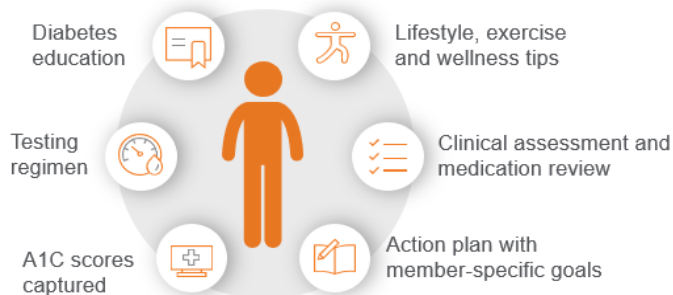 Diabetes
education
Lifestyle, exercise
and wellness tips
Testing
regimen
Clinical assessment and
medication review
A1C scores
captured
Action plan with
member-specific goals